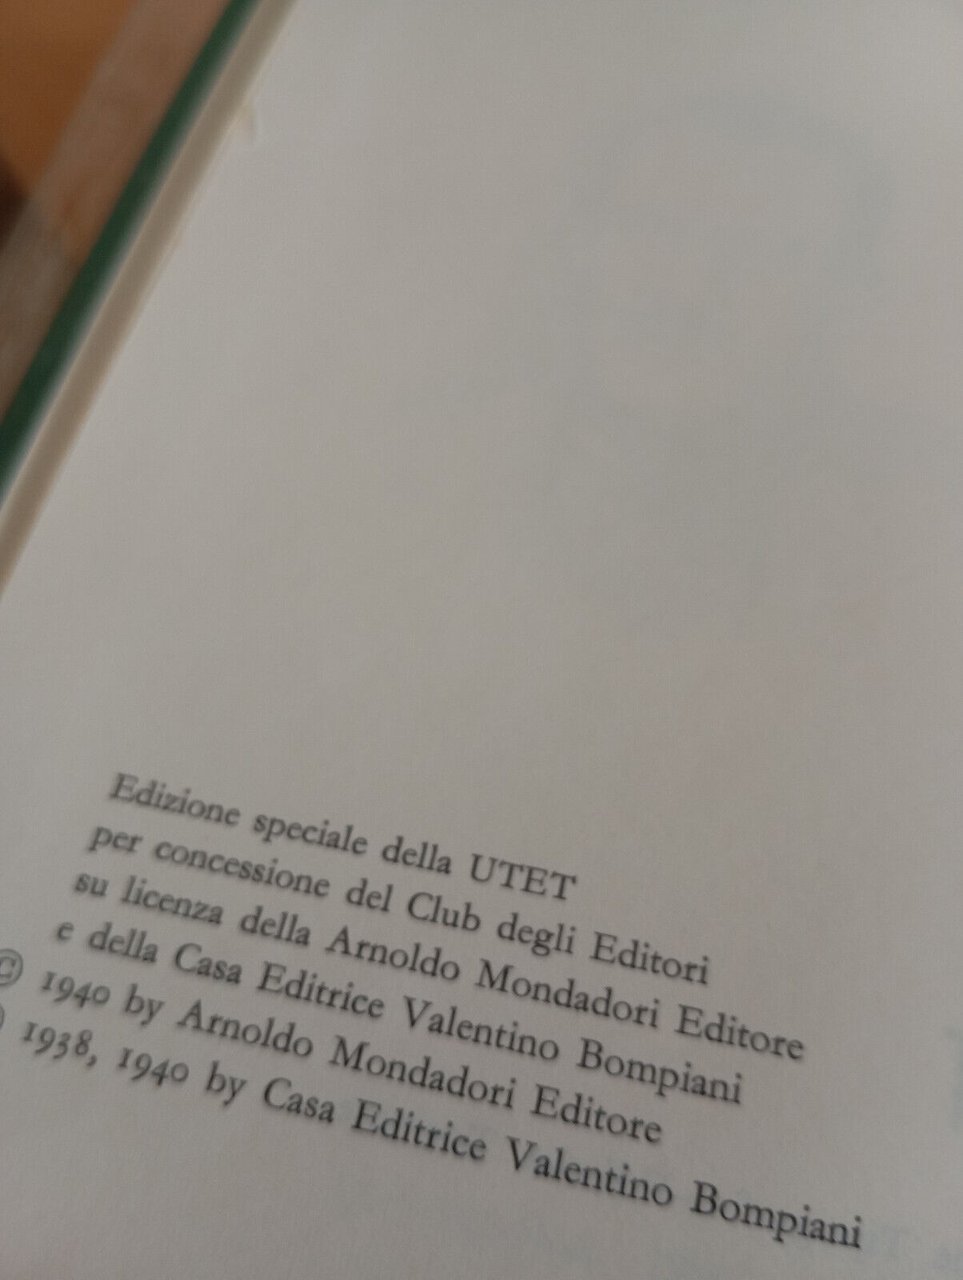 Edizione speciale della UTET
per concessione del Club degli Editori
su licenza della Arnoldo Mondadori Editore
e della Casa Editrice Valentino Bompiani
© 1940 by Arnoldo Mondadori Editore
© 1938, 1940 by Casa Editrice Valentino Bompiani